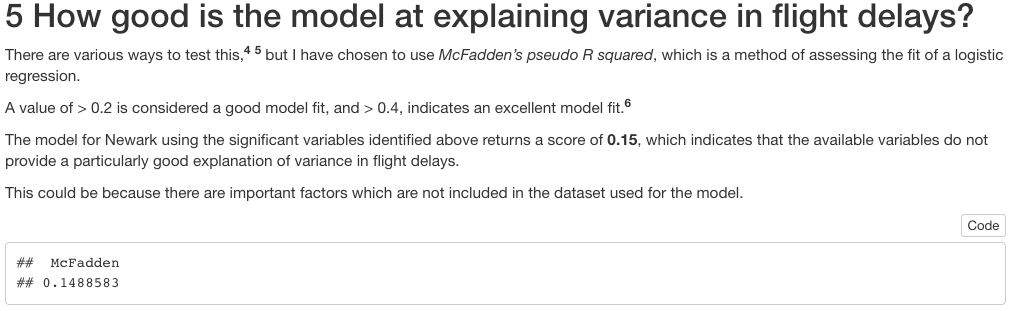 5 How good is the model at explaining variance in flight delays?
There are various ways to test this,4 5 but I have chosen to use McFadden's pseudo R squared, which is a method of assessing the fit of a logistic
regression.
A value of > 0.2 is considered a good model fit, and > 0.4, indicates an excellent model fit.6
The model for Newark using the significant variables identified above returns a score of 0.15, which indicates that the available variables do not
provide a particularly good explanation of variance in flight delays.
This could be because there are important factors which are not included in the dataset used for the model.
Code
##  McFadden
## 0.1488583